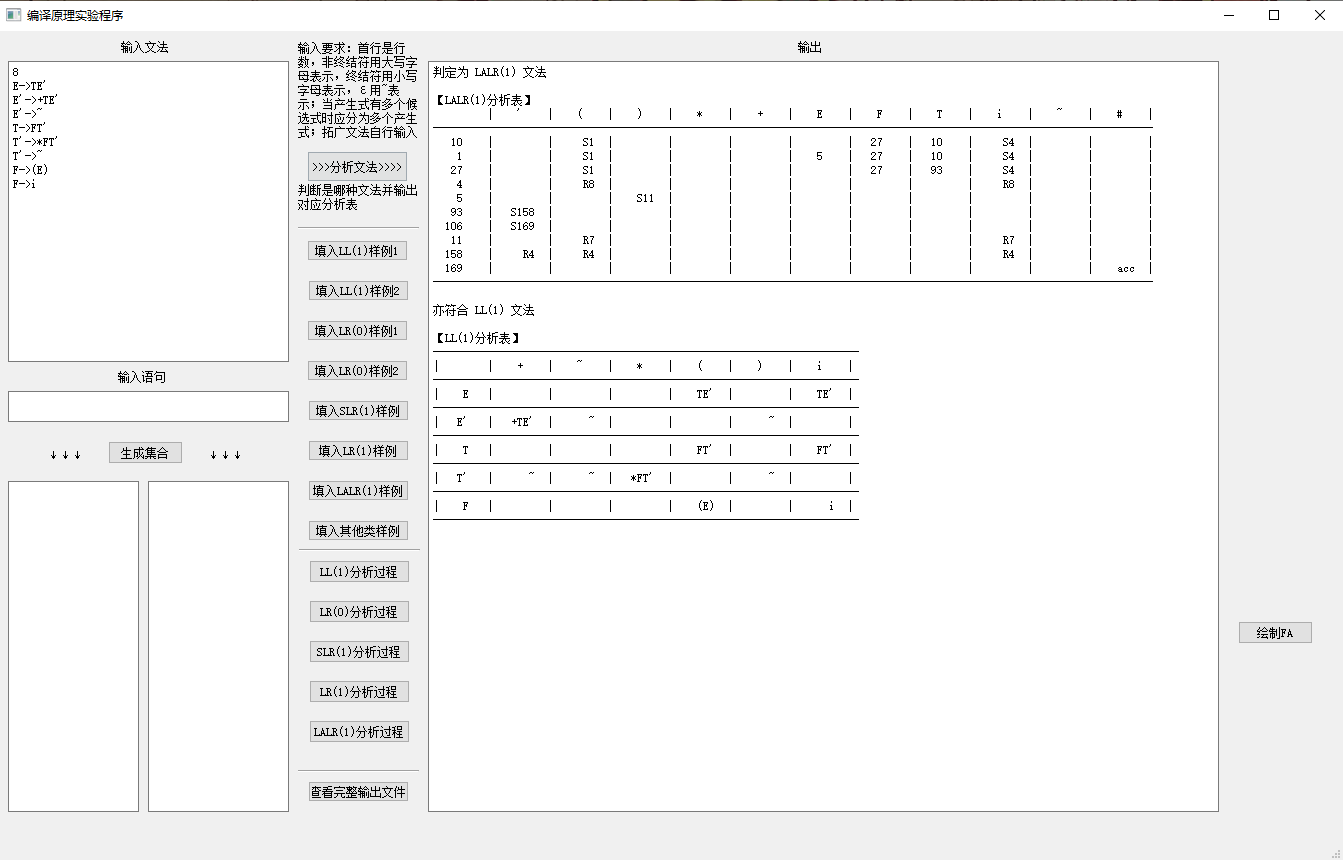 编译原理实验程序
输入文法
8
E->TE'
E'->+TE'
E'->~
T->FT'
T'->*FT'
T'->~
F->(E)
F->i
输入语句
↓↓↓ 生成集合 ↓↓↓
输入要求：首行是行
数，非终结符用大写字
母表示，终结符用小写
字母表示，ε用~表
示；当产生式有多个候
选式时应分为多个产生
式；拓广文法自行输入
>>>分析文法>>>>
判断是哪种文法并输出
对应分析表
填入LL(1)样例1
填入LL(1)样例2
填入LR(0)样例1
填入LR(0)样例2
填入SLR(1)样例
填入LR(1)样例
填入LALR(1)样例
填入其他类样例
LL(1)分析过程
LR(0)分析过程
SLR(1)分析过程
LR(1)分析过程
LALR(1)分析过程
查看完整输出文件
输出
判定为 LALR(1) 文法
【LALR(1)分析表】
| ' | ( | ) | * | + | E | F | T | i | ~ | # |
10 | | S1 | | | | | 27 | 10 | S4 | | |
1 | | S1 | | | | 5 | 27 | 10 | S4 | | |
27 | | S1 | | | | | 27 | 93 | S4 | | |
4 | | R8 | | | | | | | R8 | | |
5 | | | S11 | | | | | | | | |
93 | S158 | | | | | | | | | | |
106 | S169 | | | | | | | | | | |
11 | | R7 | | | | | | | R7 | | |
158 | R4 | R4 | | | | | | | R4 | | |
169 | | | | | | | | | | | acc |
亦符合 LL(1) 文法
【LL(1)分析表】
| | + | ~ | * | ( | ) | i |
| E | | | | TE' | | TE' |
| E' | +TE' | ~ | | | ~ | |
| T | | | | FT' | | FT' |
| T' | ~ | ~ | *FT' | | ~ | |
| F | | | | (E) | | i |
绘制FA